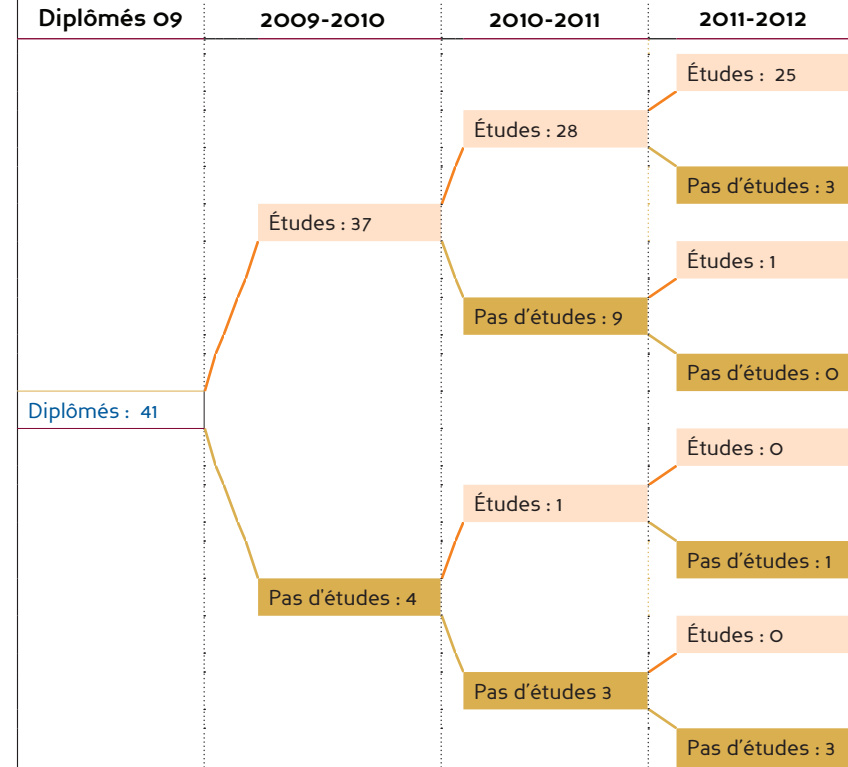 Diplômés 09 2009-2010 2010-2011 2011-2012
Études : 25
Études : 28
Pas d'études : 3
Études : 37
Études : 1
Pas d'études : 9
Pas d'études : 0
Diplômés : 41
Études : 0
Études : 1
Pas d'études : 1
Pas d'études : 4
Études : 0
Pas d'études 3
Pas d'études : 3